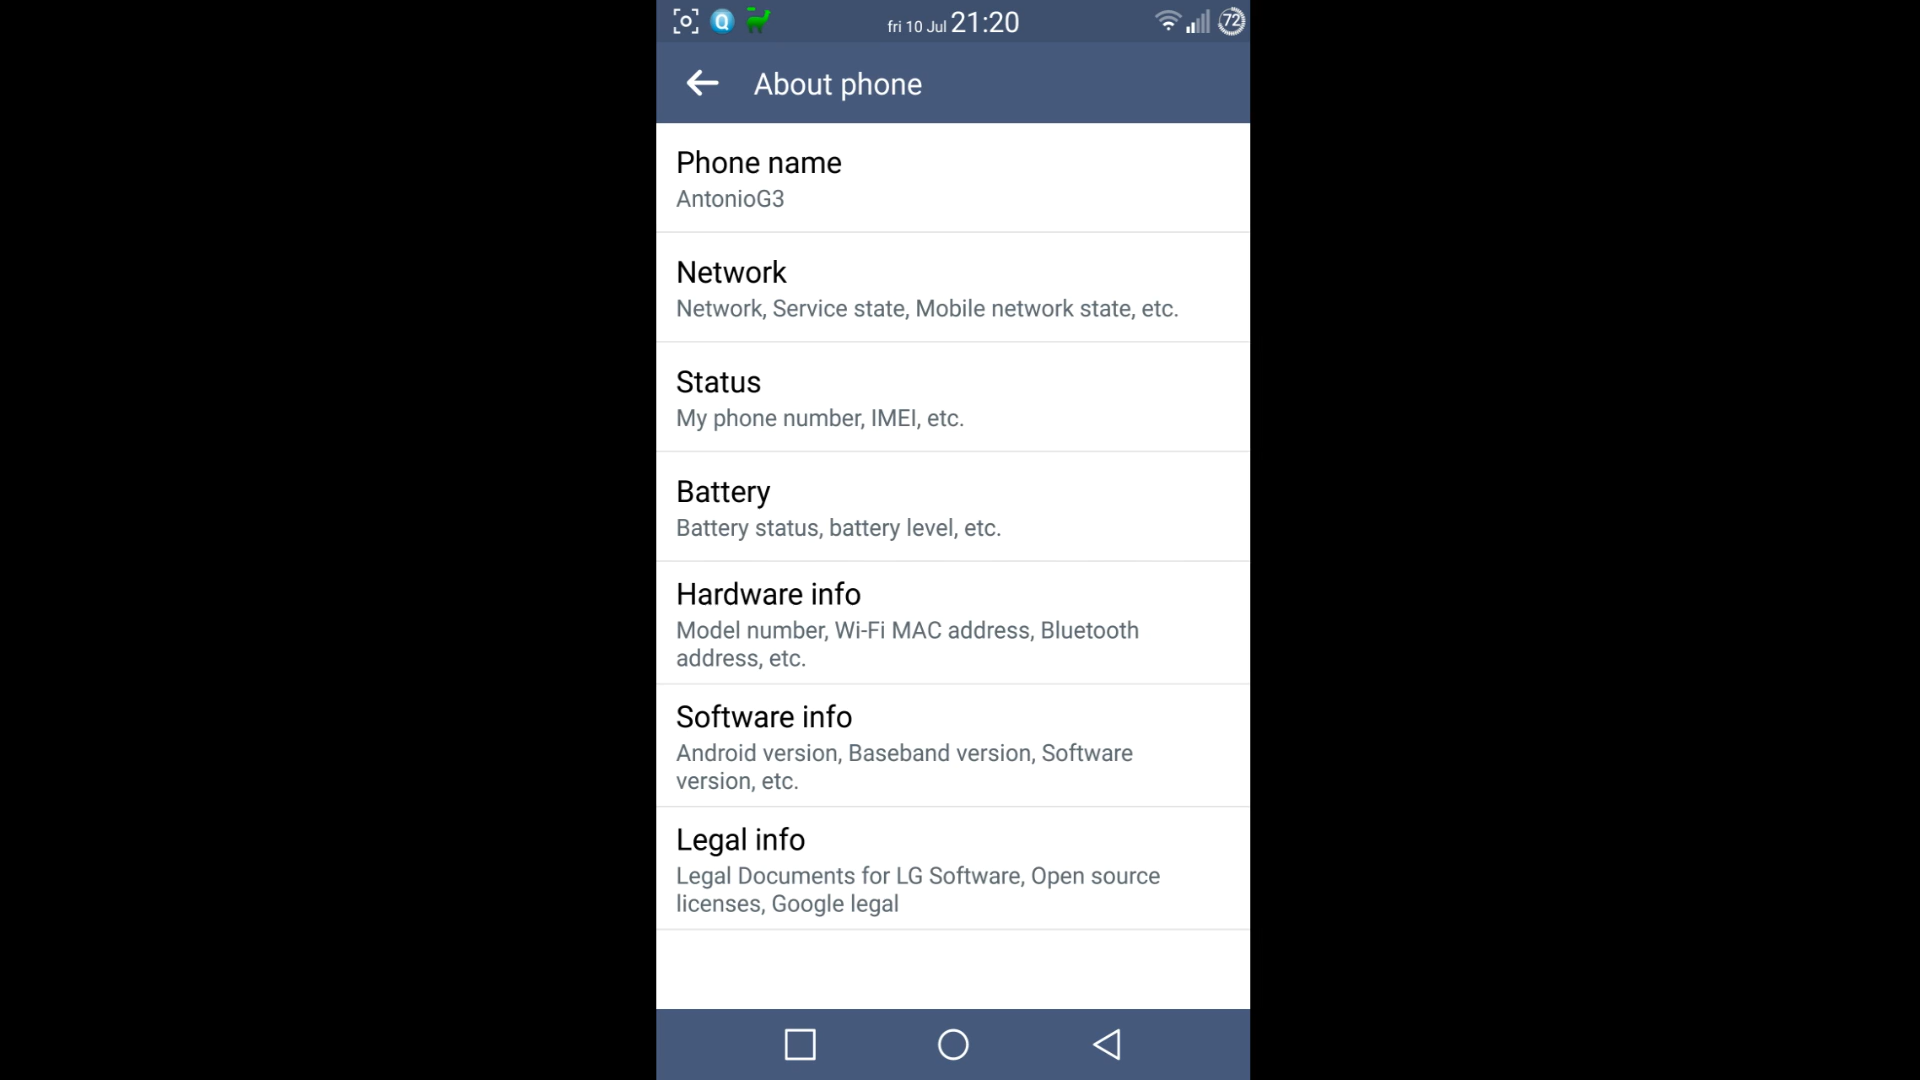 fri 10 Jul 21:20
72
About phone
Phone name
AntonioG3
Network
Network, Service state, Mobile network state, etc.
Status
My phone number, IMEI, etc.
Battery
Battery status, battery level, etc.
Hardware info
Model number, Wi-Fi MAC address, Bluetooth
address, etc.
Software info
Android version, Baseband version, Software
version, etc.
Legal info
Legal Documents for LG Software, Open source
licenses, Google legal